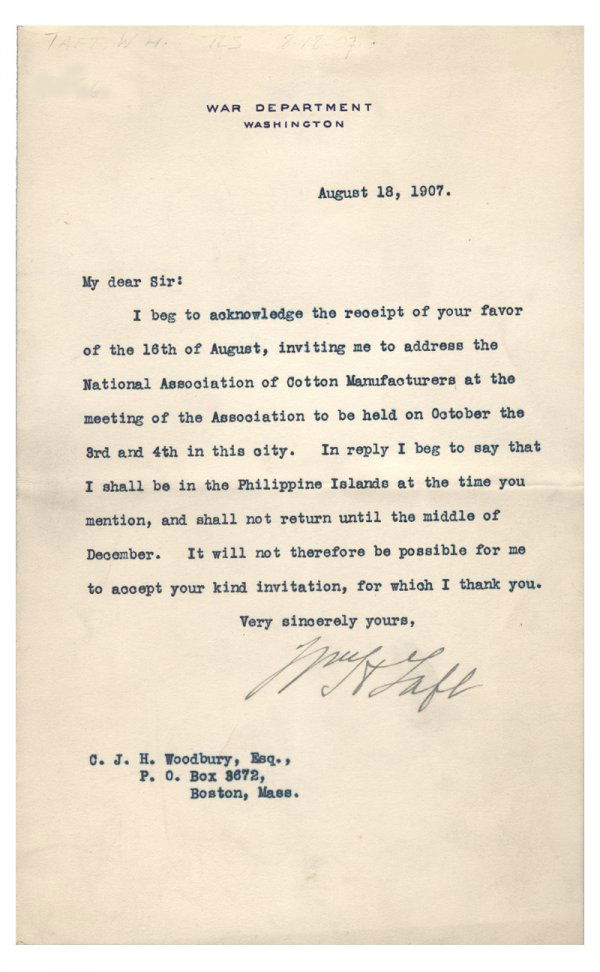 TAFT, W H. TLS 8-18-07.
WAR DEPARTMENT
WASHINGTON
August 18, 1907.
My dear Sir:
I beg to acknowledge the receipt of your favor
of the 16th of August, inviting me to address the
National Association of Cotton Manufacturers at the
meeting of the Association to be held on October the
3rd and 4th in this city. In reply I beg to say that
I shall be in the Philippine Islands at the time you
mention, and shall not return until the middle of
December. It will not therefore be possible for me
to accept your kind invitation, for which I thank you.
Very sincerely yours,
Wm H Taft
C. J. H. Woodbury, Esq.,
P. O. Box 3672,
Boston, Mass.